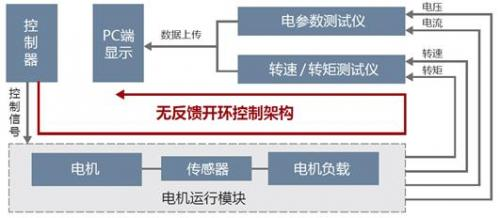 控制器
PC端
显示
数据上传
电参数测试仪
转速/转矩测试仪
电压
电流
转速
转矩
控制信号
无反馈开环控制架构
电机
传感器
电机负载
电机运行模块